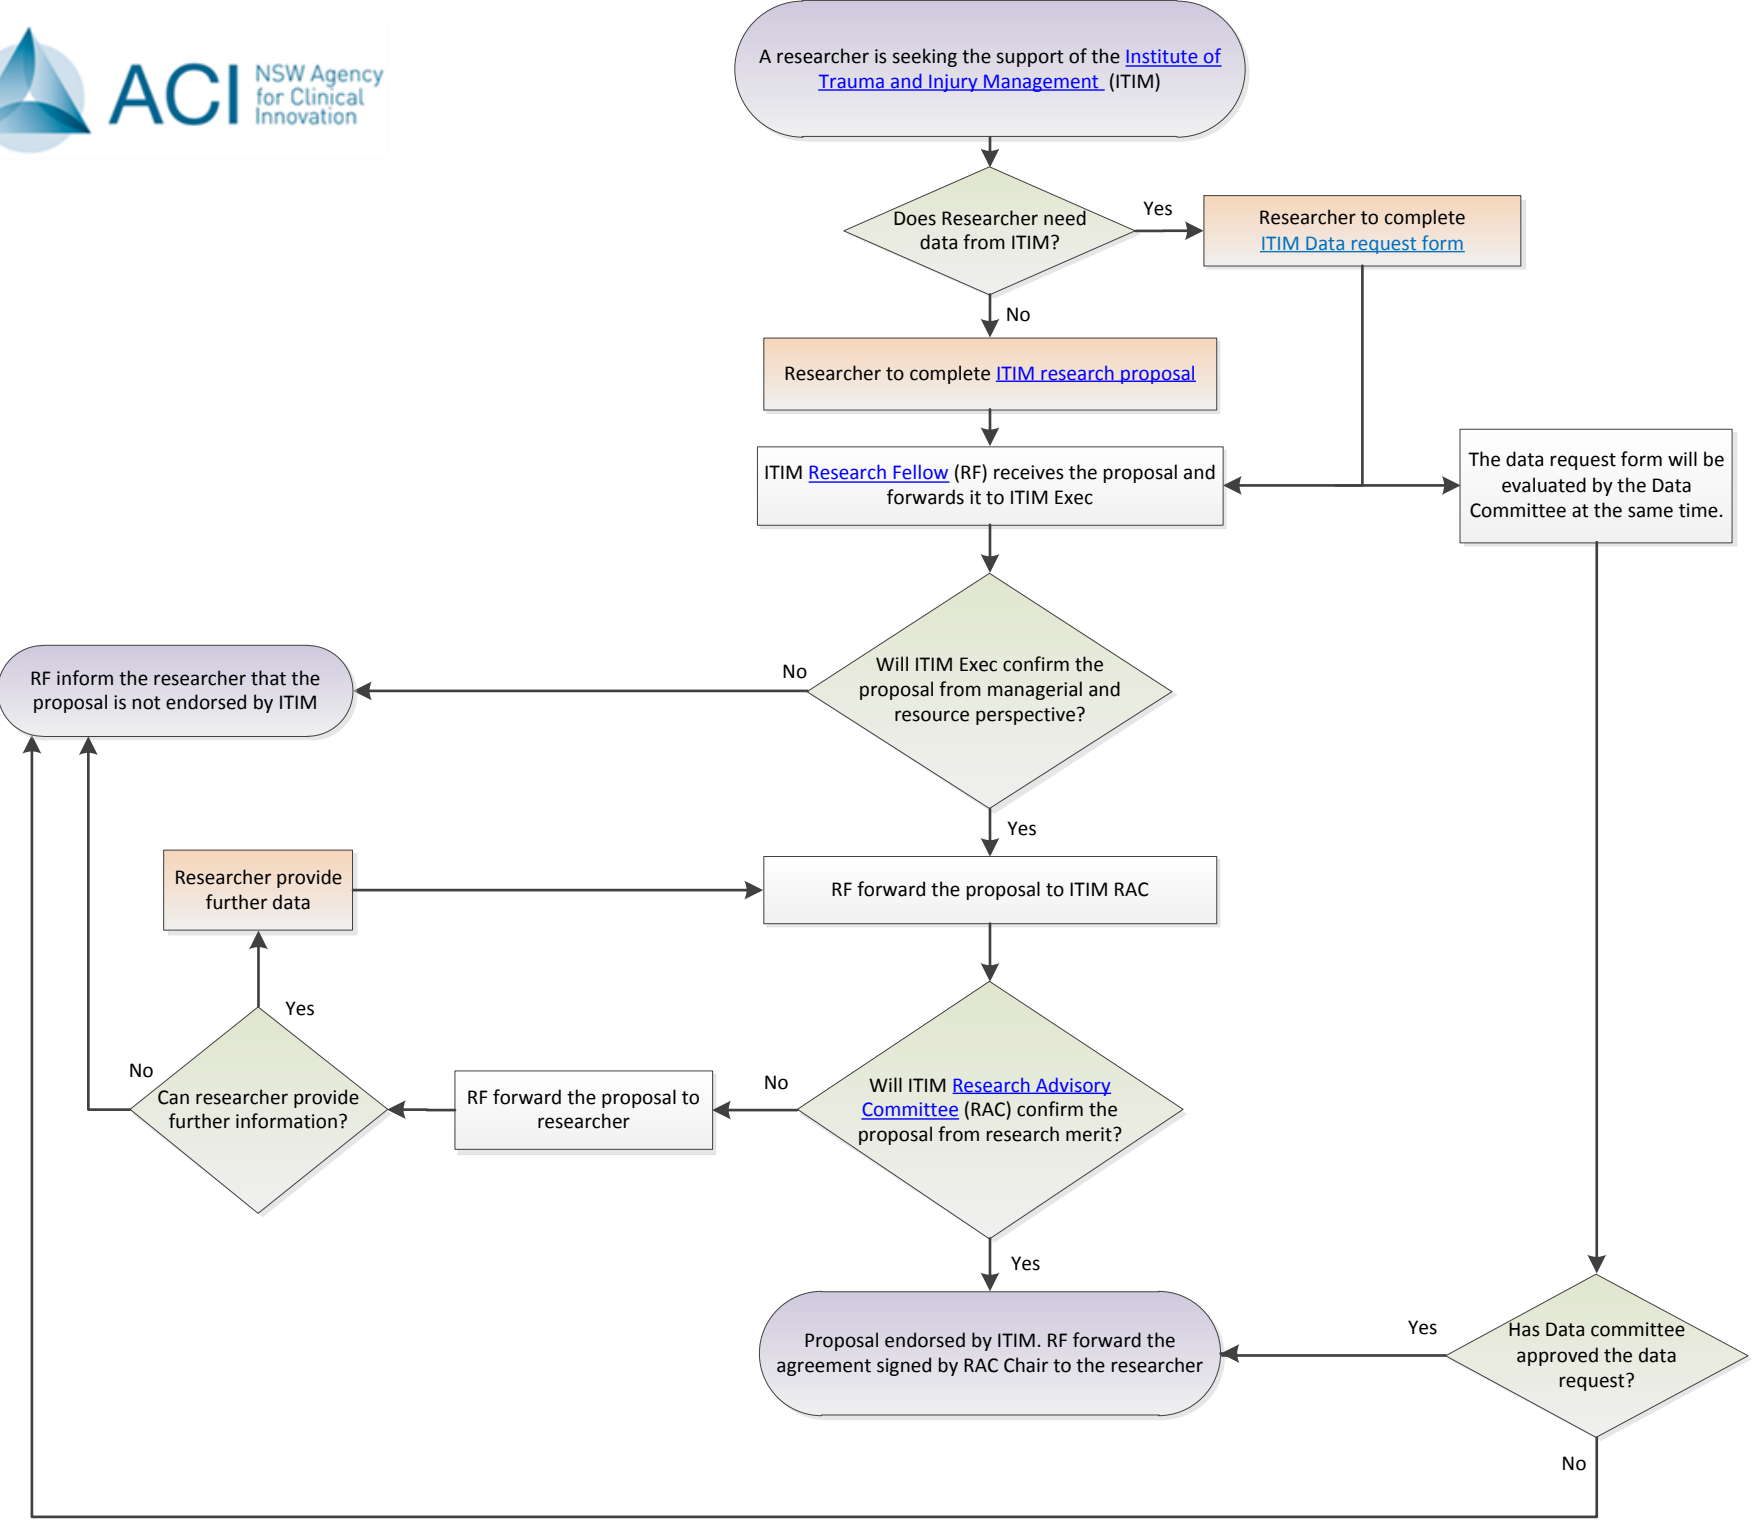 ACI
NSW Agency
for Clinical
Innovation
A researcher is seeking the support of the Institute of
Trauma and Injury Management  (ITIM)
Does Researcher need
data from ITIM?
Yes
Researcher to complete
ITIM Data request form
No
Researcher to complete ITIM research proposal
ITIM Research Fellow (RF) receives the proposal and
forwards it to ITIM Exec
The data request form will be
evaluated by the Data
Committee at the same time.
Will ITIM Exec confirm the
proposal from managerial and
resource perspective?
No
RF inform the researcher that the
proposal is not endorsed by ITIM
Yes
Researcher provide
further data
RF forward the proposal to ITIM RAC
Yes
No
Can researcher provide
further information?
RF forward the proposal to
researcher
No
Will ITIM Research Advisory
Committee (RAC) confirm the
proposal from research merit?
Yes
Proposal endorsed by ITIM. RF forward the
agreement signed by RAC Chair to the researcher
Yes
Has Data committee
approved the data
request?
No